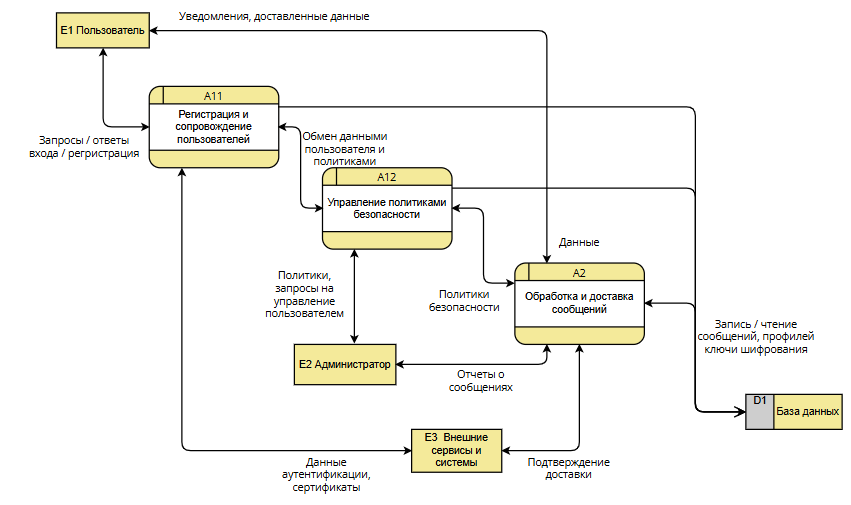 Уведомления, доставленные данные
E1 Пользователь
A11
Регистрация и
сопровождение
пользователей
Запросы / ответы
входа / регристрация
Обмен данными
пользователя и
политиками
A12
Управление политиками
безопасности
Данные
A2
Обработка и доставка
сообщений
Политики,
запросы на
управление
пользователем
Политики
безопасности
Запись / чтение
сообщений, профилей
ключи шифрования
E2 Администратор
Отчеты о
сообщениях
D1
База данных
E3 Внешние
сервисы и
системы
Данные
аутентификации,
сертификаты
Подтверждение
доставки